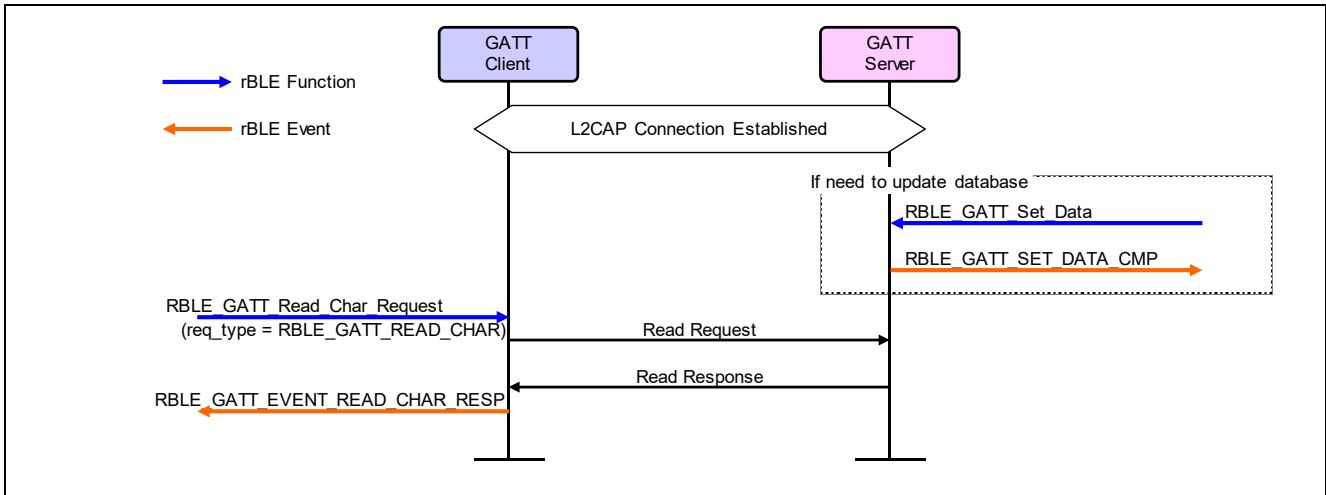 GATT
Client
GATT
Server
rBLE Function
rBLE Event
L2CAP Connection Established
If need to update database
RBLE_GATT_Set_Data
RBLE_GATT_SET_DATA_CMP
RBLE_GATT_Read_Char_Request
(req_type = RBLE_GATT_READ_CHAR)
Read Request
Read Response
RBLE_GATT_EVENT_READ_CHAR_RESP